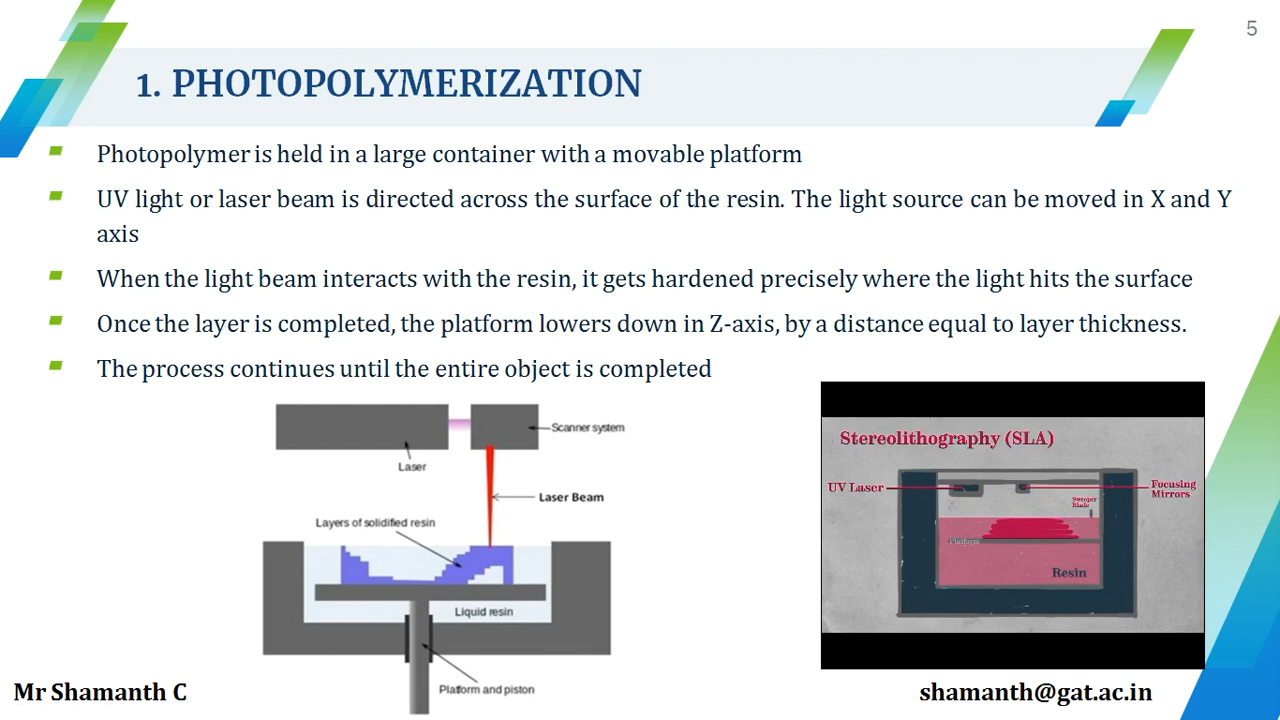 5
1. PHOTOPOLYMERIZATION
Photopolymer is held in a large container with a movable platform
UV light or laser beam is directed across the surface of the resin. The light source can be moved in X and Y
axis
When the light beam interacts with the resin, it gets hardened precisely where the light hits the surface
Once the layer is completed, the platform lowers down in Z-axis, by a distance equal to layer thickness.
The process continues until the entire object is completed
Scanner system
Laser
Laser Beam
Layers of solidified resin
Liquid resin
Platform and piston
Stereolithography (SLA)
UV Laser
Focusing
Mirrors
Sweeper
Blade
Platform
Resin
Mr Shamanth C
shamanth@gat.ac.in